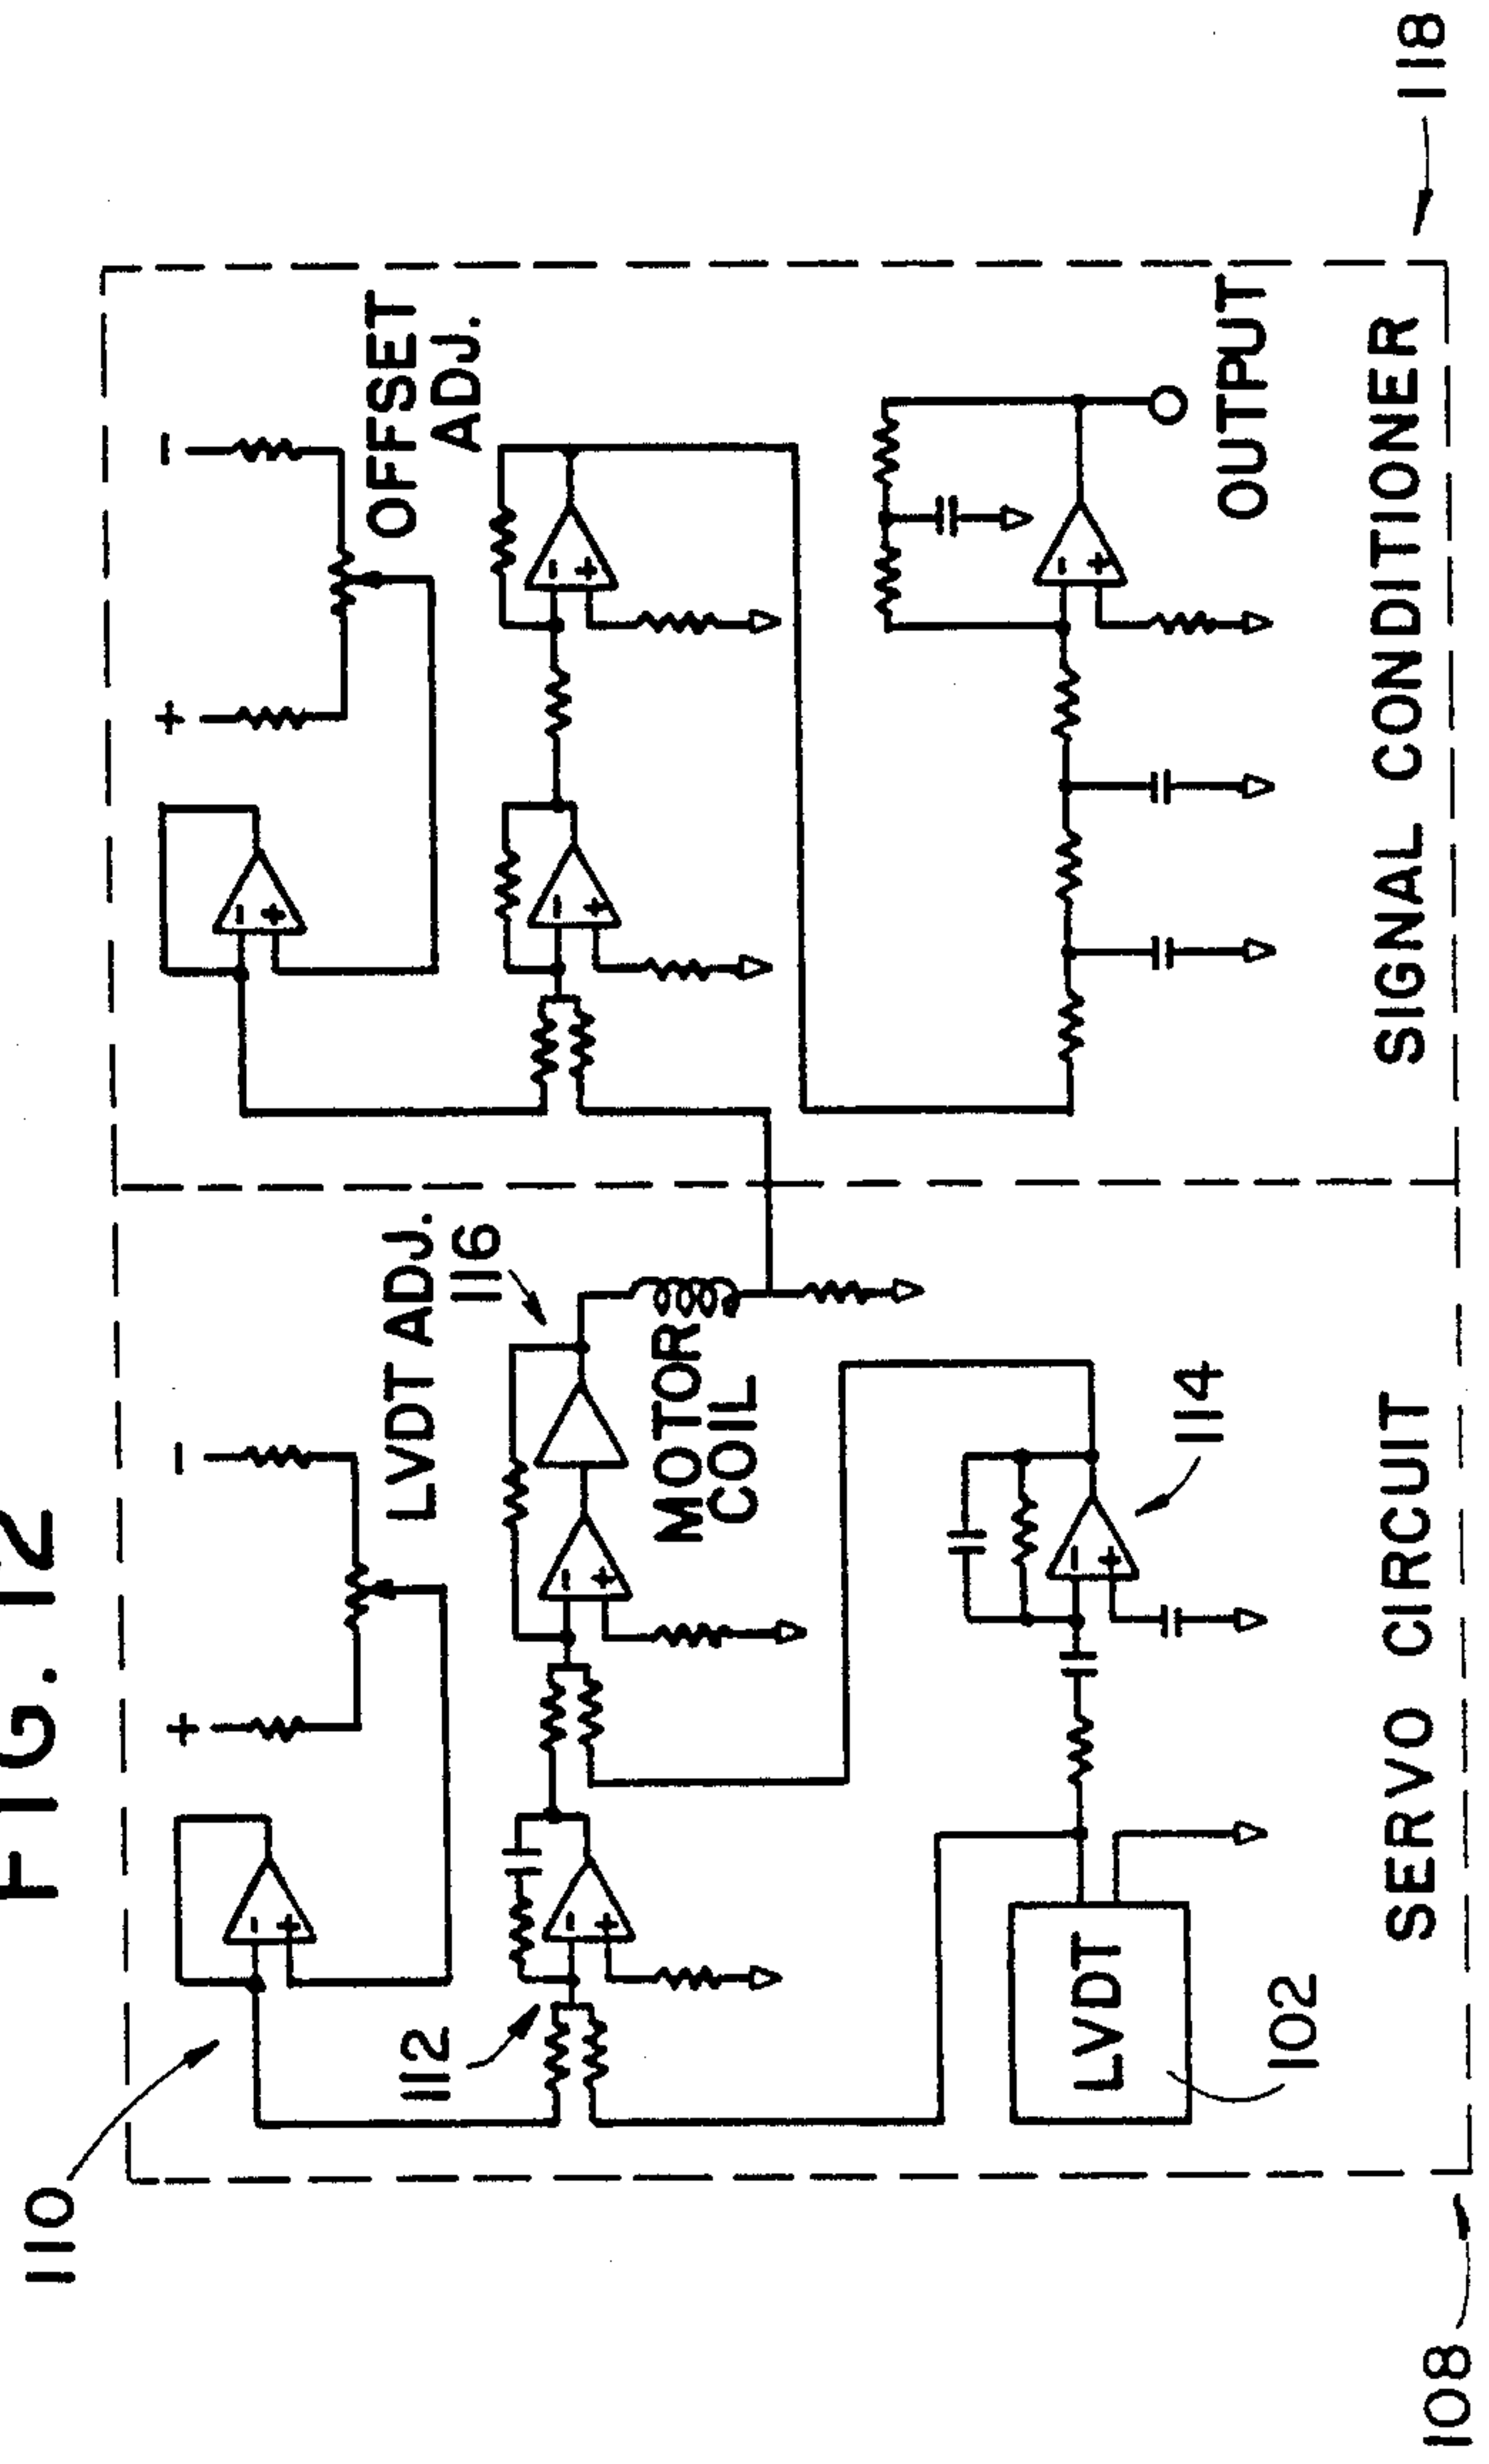 FIG. 12
110
+
-
LVDT ADJ.
116
112
- +
- +
- +
MOTOR
COIL
114
- +
LVDT
102
SERVO CIRCUIT
108
+
-
OFFSET
ADJ.
- +
- +
- +
- +
OUTPUT
SIGNAL CONDITIONER
118